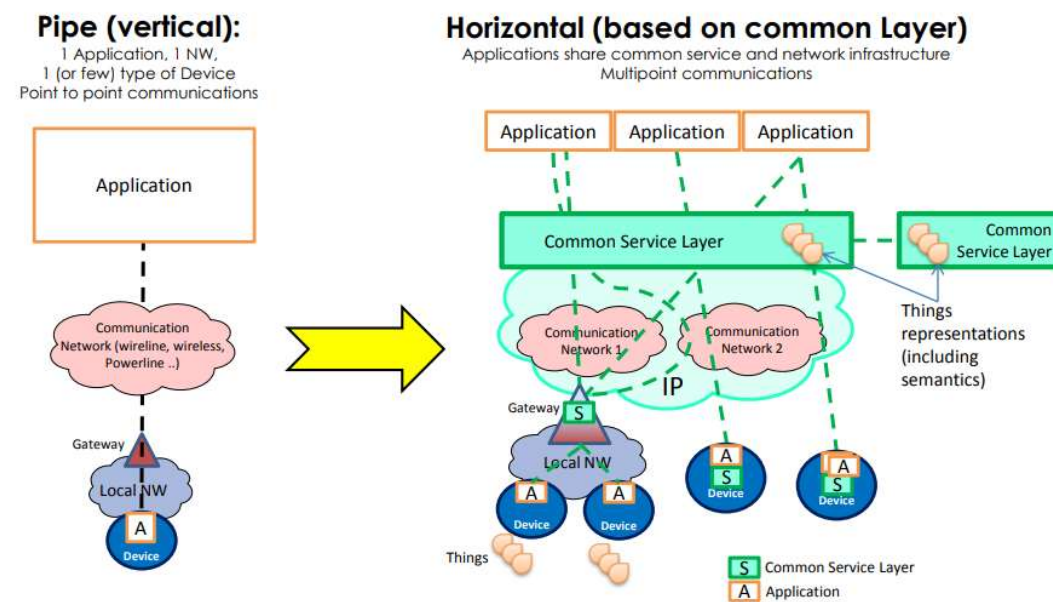 Pipe (vertical):
1 Application, 1 NW,
1 (or few) type of Device
Point to point communications
Application
Communication
Network (wireline, wireless,
Powerline ..)
Gateway
Local NW
A
Device
Horizontal (based on common Layer)
Applications share common service and network infrastructure
Multipoint communications
Application
Application
Application
Common Service Layer
Common
Service Layer
Things
representations
(including
semantics)
Communication
Network 1
Communication
Network 2
IP
Gateway
S
Local NW
A
Device
A
Device
A
S
Device
A
S
Device
Things
S Common Service Layer
A Application